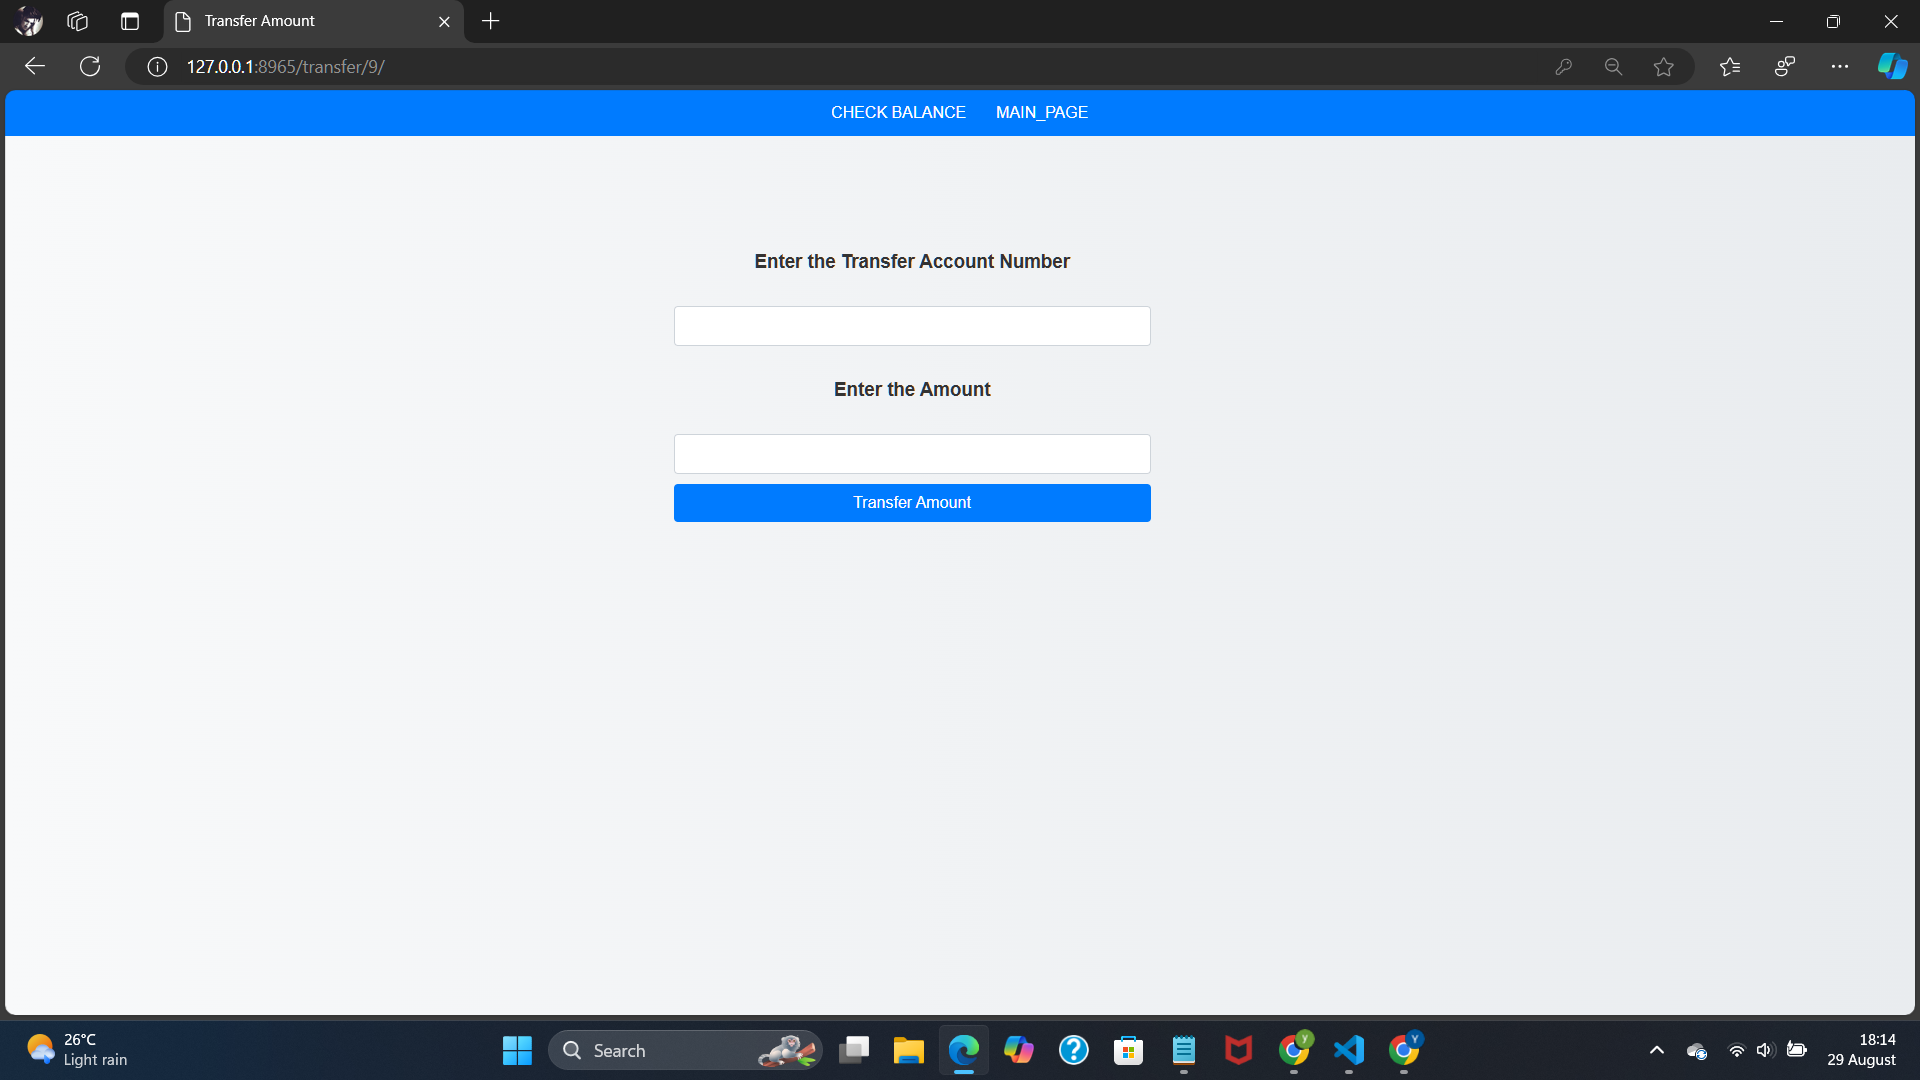 Transfer Amount
127.0.0.1:8965/transfer/9/
CHECK BALANCE MAIN_PAGE
Enter the Transfer Account Number
Enter the Amount
Transfer Amount
26°C
Light rain
Search
y
Y
18:14
29 August